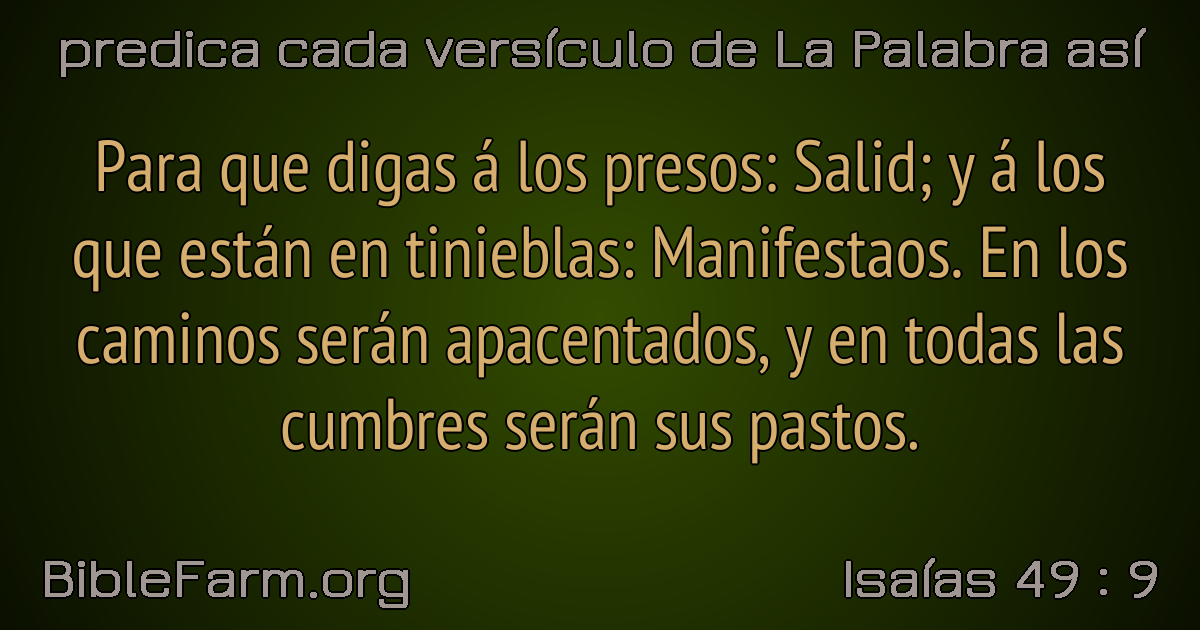 predica cada versículo de La Palabra así
Para que digas á los presos: Salid; y á los
que están en tinieblas: Manifestaos. En los
caminos serán apacentados, y en todas las
cumbres serán sus pastos.
BibleFarm.org
Isaías 49 : 9